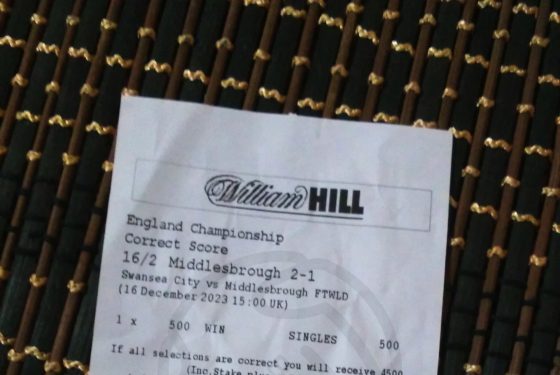 William HILL
England Championship
Correct Score
16/2 Middlesbrough 2-1
Swansea City vs Middlesbrough FTWLD
(16 December 2023 15:00 UK)
1 x 500 WIN SINGLES 500
If all selections are correct you will receive 4500
(Inc.Stake